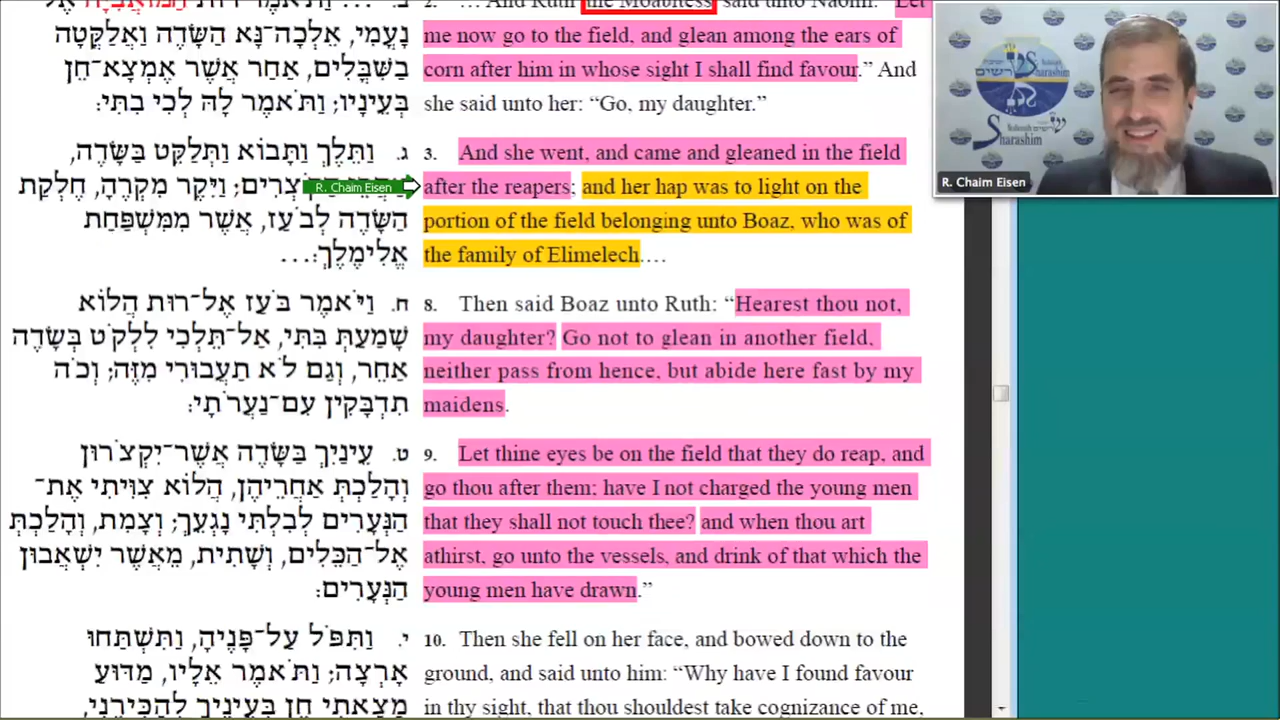 2. … And Ruth the Moabitess said unto Naomi: “Let
me now go to the field, and glean among the ears of
corn after him in whose sight I shall find favour.” And
she said unto her: “Go, my daughter.”
3. And she went, and came and gleaned in the field
after the reapers; and her hap was to light on the
portion of the field belonging unto Boaz, who was of
the family of Elimelech.…
8. Then said Boaz unto Ruth: “Hearest thou not,
my daughter? Go not to glean in another field,
neither pass from hence, but abide here fast by my
maidens.
9. Let thine eyes be on the field that they do reap, and
go thou after them; have I not charged the young men
that they shall not touch thee? and when thou art
athirst, go unto the vessels, and drink of that which the
young men have drawn.”
10. Then she fell on her face, and bowed down to the
ground, and said unto him: “Why have I found favour
in thy sight, that thou shouldest take cognizance of me,
נָעֳמִי, אֵלְכָה־נָּא הַשָּׂדֶה וַאֲלַקֳּטָה
בַשִּׁבֳּלִים, אַחַר אֲשֶׁר אֶמְצָא־חֵן
בְּעֵינָיו; וַתֹּאמֶר לָהּ לְכִי בִתִּי:
ג. וַתֵּלֶךְ וַתָּבוֹא וַתְּלַקֵּט בַּשָּׂדֶה,
וַיִּקֶר מִקְרֶהָ, חֶלְקַת
הַשָּׂדֶה לְבֹעַז, אֲשֶׁר מִמִּשְׁפַּחַת
אֱלִימֶלֶךְ:…
ח. וַיֹּאמֶר בֹּעַז אֶל־רוּת הֲלוֹא
שָׁמַעַתְּ בִּתִּי, אַל־תֵּלְכִי לִלְקֹט בְּשָׂדֶה
אַחֵר, וְגַם לֹא תַעֲבוּרִי מִזֶּה; וְכֹה
תִדְבָּקִין עִם־נַעֲרֹתָי:
ט. עֵינַיִךְ בַּשָּׂדֶה אֲשֶׁר־יִקְצֹרוּן
וְהָלַכְתְּ אַחֲרֵיהֶן, הֲלוֹא צִוִּיתִי אֶת־
הַנְּעָרִים לְבִלְתִּי נָגְעֵךְ; וְצָמִת, וְהָלַכְתְּ
אֶל־הַכֵּלִים, וְשָׁתִית, מֵאֲשֶׁר יִשְׁאֲבוּן
הַנְּעָרִים:
י. וַתִּפֹּל עַל־פָּנֶיהָ, וַתִּשְׁתַּחוּ
אָרְצָה; וַתֹּאמֶר אֵלָיו, מַדּוּעַ
מָצָאתִי חֵן בְּעֵינֶיךָ לְהַכִּירֵנִי,
R. Chaim Eisen
R. Chaim Eisen
Sharashim